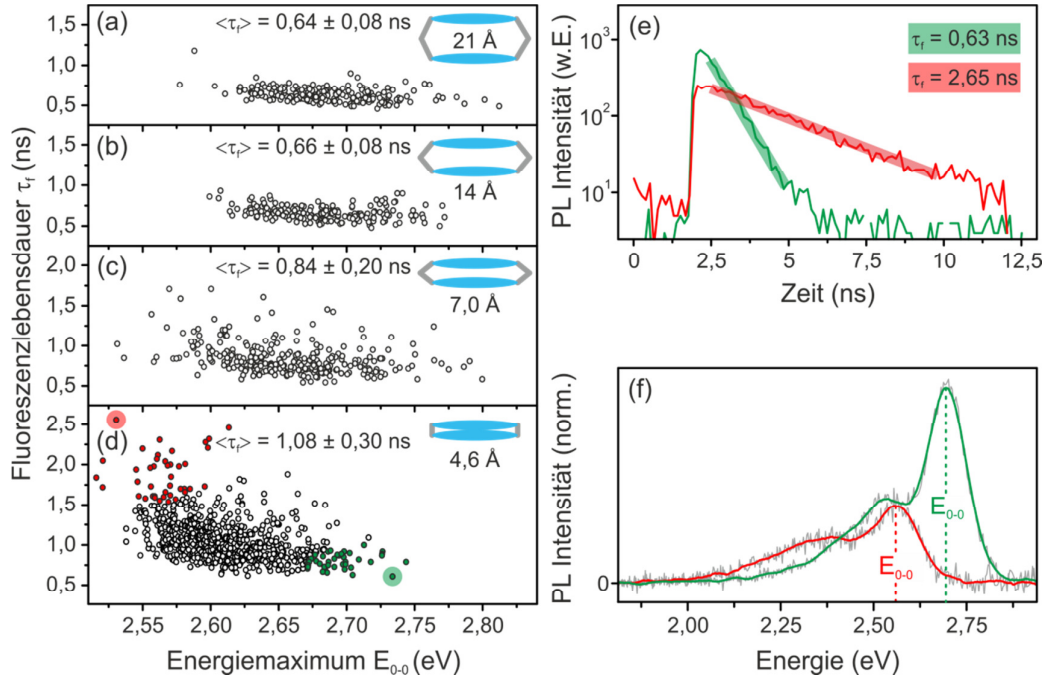 Fluoreszenzlebensdauer τf (ns)
(a)
<τf> = 0,64 ± 0,08 ns
21 Å
1,5
1,0
0,5
(b)
<τf> = 0,66 ± 0,08 ns
14 Å
1,5
1,0
0,5
(c)
<τf> = 0,84 ± 0,20 ns
7,0 Å
2,0
1,5
1,0
0,5
(d)
<τf> = 1,08 ± 0,30 ns
4,6 Å
2,5
2,0
1,5
1,0
0,5
2,55 2,60 2,65 2,70 2,75 2,80
Energiemaximum E0-0 (eV)
(e)
τf = 0,63 ns
τf = 2,65 ns
PL Intensität (w.E.)
10³
10²
10¹
0 2,5 5 7,5 10 12,5
Zeit (ns)
(f)
PL Intensität (norm.)
E0-0
E0-0
0
2,00 2,25 2,50 2,75
Energie (eV)